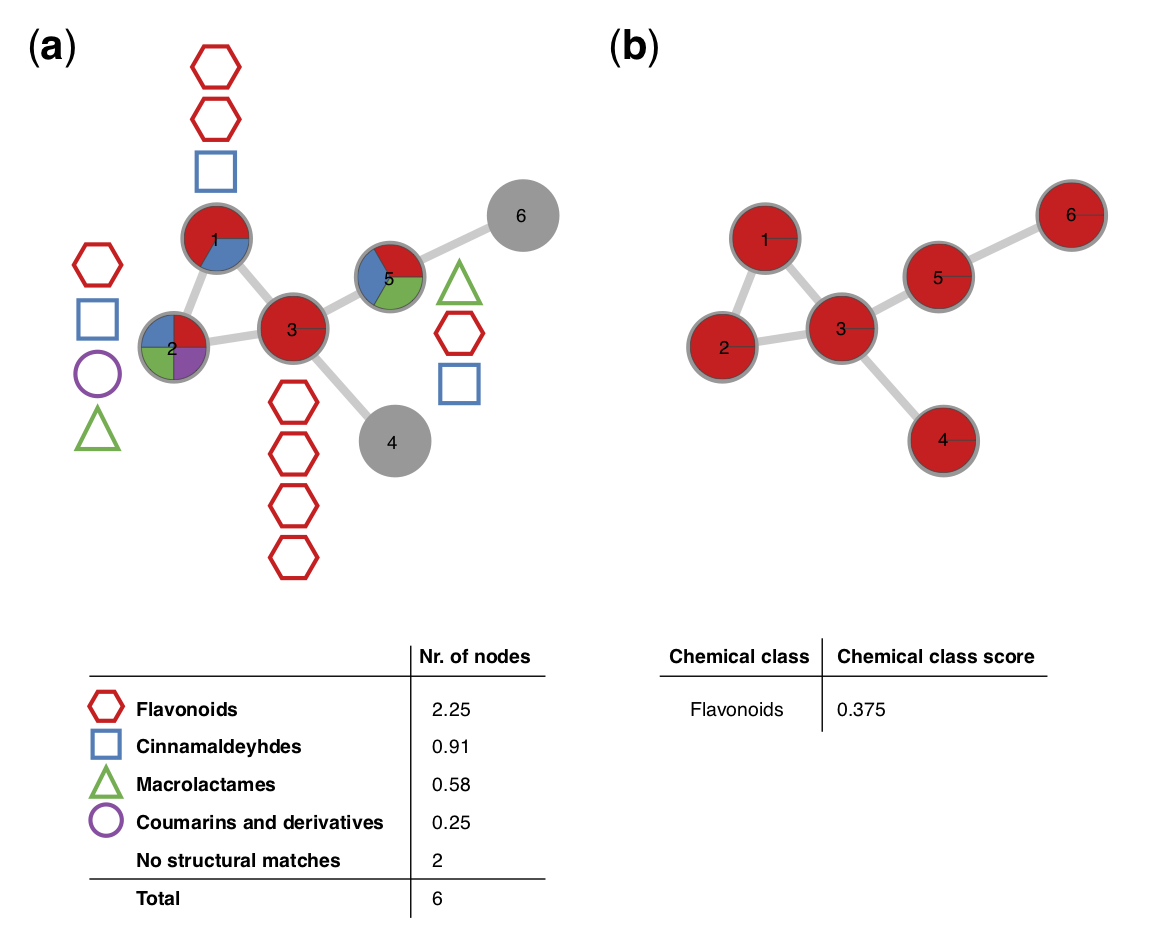 (a)
(b)
1
2
3
4
5
6
1
2
3
4
5
6
Nr. of nodes
Flavonoids 2.25
Cinnamaldeyhdes 0.91
Macrolactames 0.58
Coumarins and derivatives 0.25
No structural matches 2
Total 6
Chemical class Chemical class score
Flavonoids 0.375